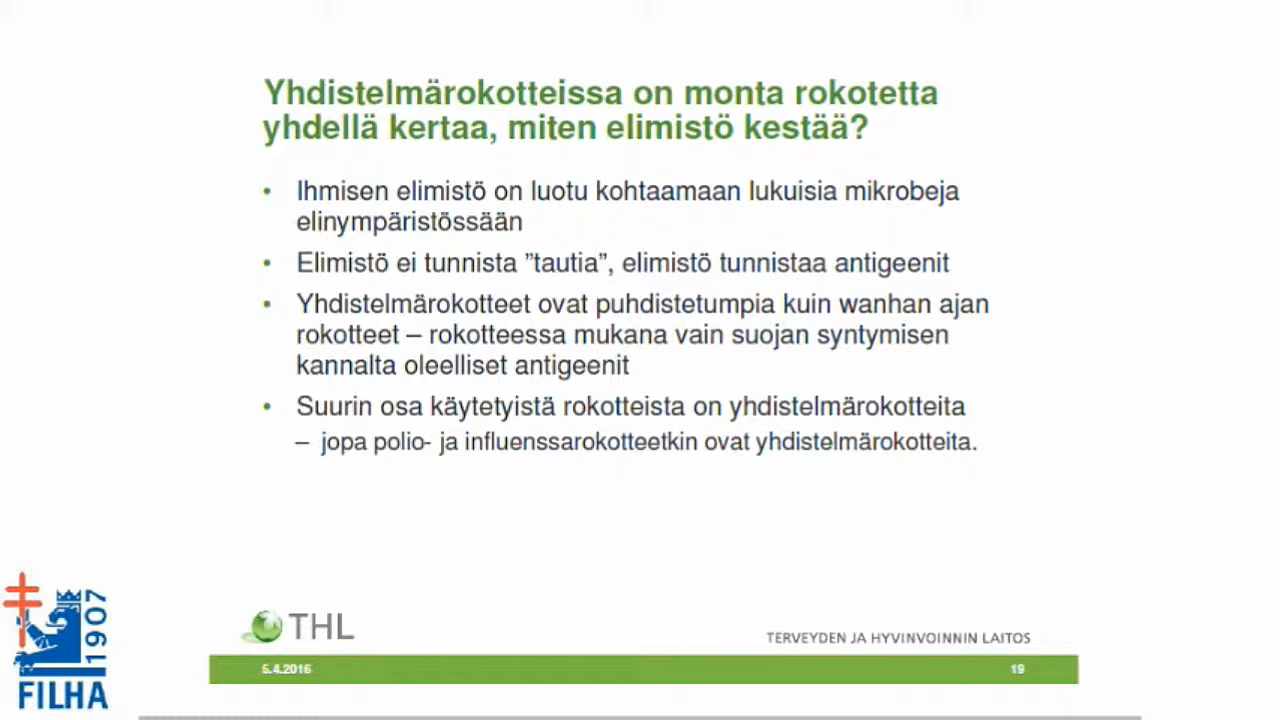 Yhdistelmärokotteissa on monta rokotetta
yhdellä kertaa, miten elimistö kestää?
• Ihmisen elimistö on luotu kohtaamaan lukuisia mikrobeja
elinympäristössään
• Elimistö ei tunnista ”tautia”, elimistö tunnistaa antigeenit
• Yhdistelmärokotteet ovat puhdistetumpia kuin wanhan ajan
rokotteet – rokotteessa mukana vain suojan syntymisen
kannalta oleelliset antigeenit
• Suurin osa käytetyistä rokotteista on yhdistelmärokotteita
– jopa polio- ja influenssarokotteetkin ovat yhdistelmärokotteita.
1907
FILHA
THL
TERVEYDEN JA HYVINVOINNIN LAITOS
5.4.2016
19